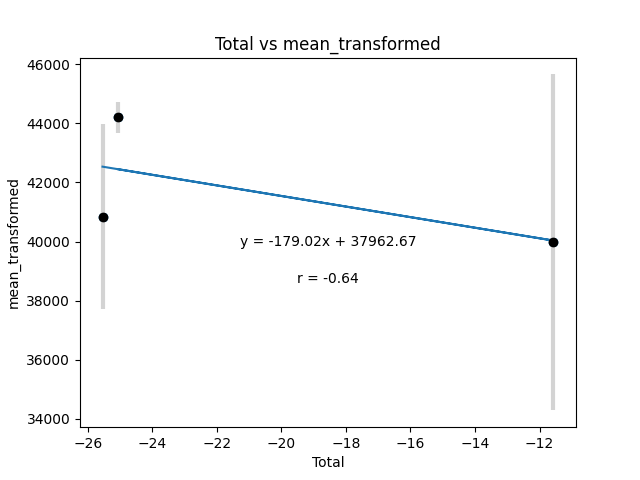 Total vs mean_transformed
46000
44000
42000
40000
38000
36000
34000
mean_transformed
y = -179.02x + 37962.67
r = -0.64
−26 −24 −22 −20 −18 −16 −14 −12
Total